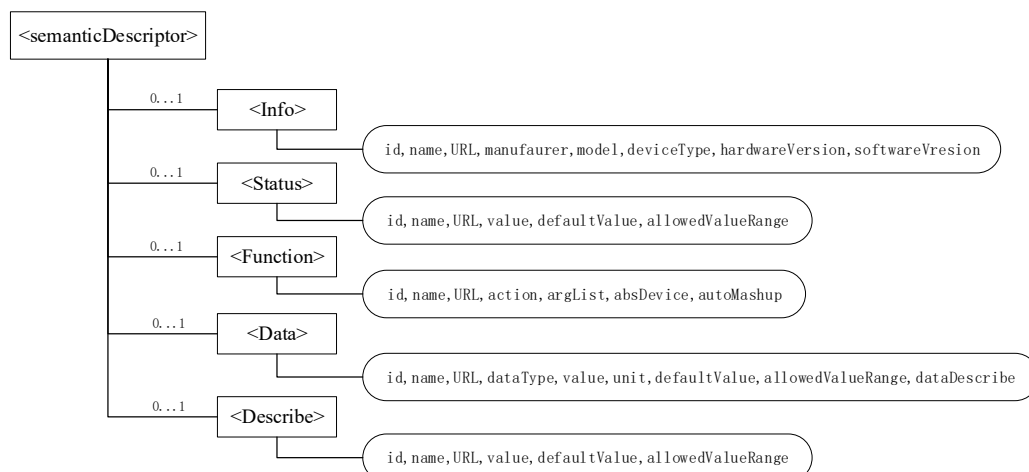 <semanticDescriptor>
0...1
<Info>
id,name,URL,manufaurer,model,deviceType,hardwareVersion,softwareVresion
0...1
<Status>
id,name,URL,value,defaultValue,allowedValueRange
0...1
<Function>
id,name,URL,action,argList,absDevice,autoMashup
0...1
<Data>
id,name,URL,dataType,value,unit,defaultValue,allowedValueRange,dataDescribe
0...1
<Describe>
id,name,URL,value,defaultValue,allowedValueRange